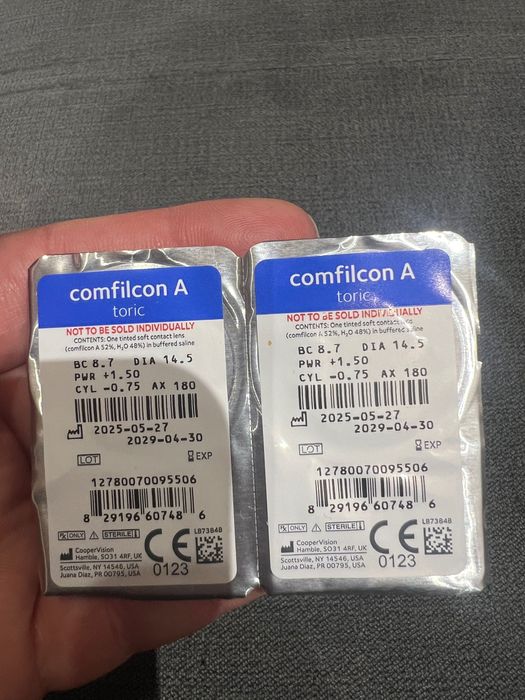 comfilcon A
toric
NOT TO BE SOLD INDIVIDUALLY
CONTENTS: One tinted soft contact lens
(comfilcon A 52%, H₂O 48%) in buffered saline
BC 8.7 DIA 14.5
PWR +1.50
CYL -0.75 AX 180
2025-05-27
2029-04-30
LOT EXP
12780070095506
8 29196 60748 6
Rx ONLY STERILE
LB73848
CooperVision
Hamble, SO31 4RF, UK
Scottsville, NY 14546, USA
Juana Diaz, PR 00795, USA
CE
0123
comfilcon A
toric
NOT TO BE SOLD INDIVIDUALLY
CONTENTS: One tinted soft contact lens
(comfilcon A 52%, H₂O 48%) in buffered saline
BC 8.7 DIA 14.5
PWR +1.50
CYL -0.75 AX 180
2025-05-27
2029-04-30
LOT EXP
12780070095506
8 29196 60748 6
Rx ONLY STERILE
LB73848
CooperVision
Hamble, SO31 4RF, UK
Scottsville, NY 14546, USA
Juana Diaz, PR 00795, USA
CE
0123